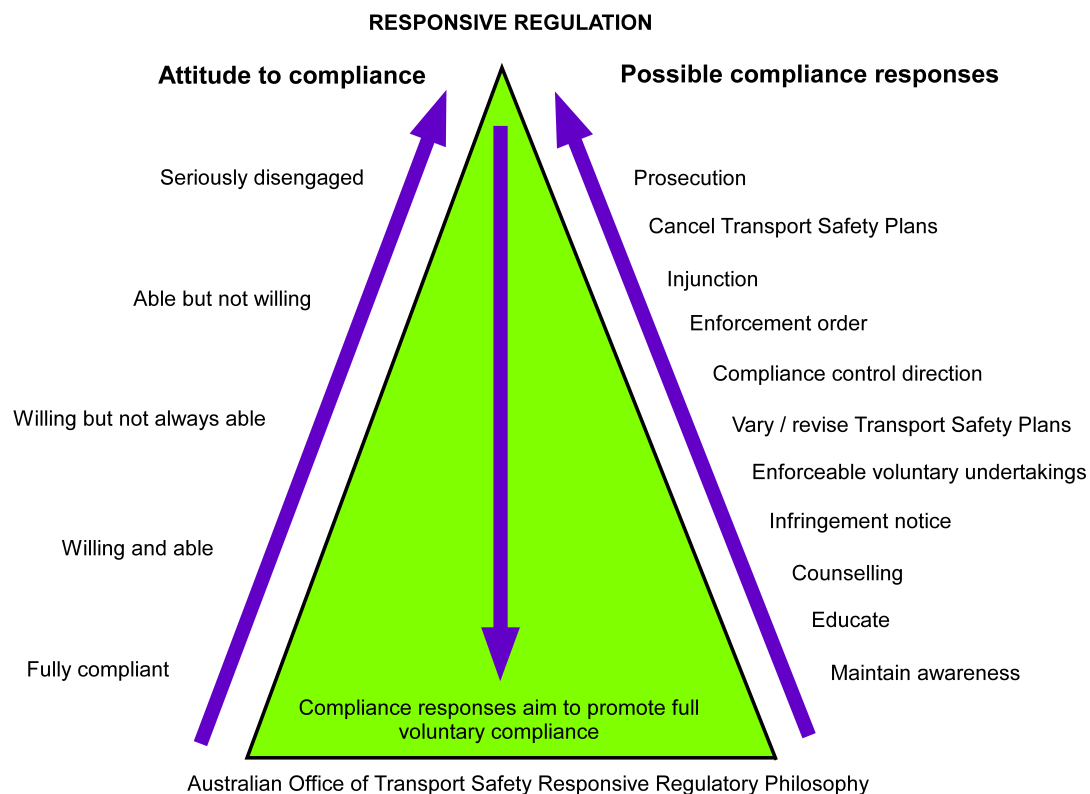 RESPONSIVE REGULATION
Attitude to compliance
Possible compliance responses
Seriously disengaged
Able but not willing
Willing but not always able
Willing and able
Fully compliant
Prosecution
Cancel Transport Safety Plans
Injunction
Enforcement order
Compliance control direction
Vary / revise Transport Safety Plans
Enforceable voluntary undertakings
Infringement notice
Counselling
Educate
Maintain awareness
Compliance responses aim to promote full
voluntary compliance
Australian Office of Transport Safety Responsive Regulatory Philosophy